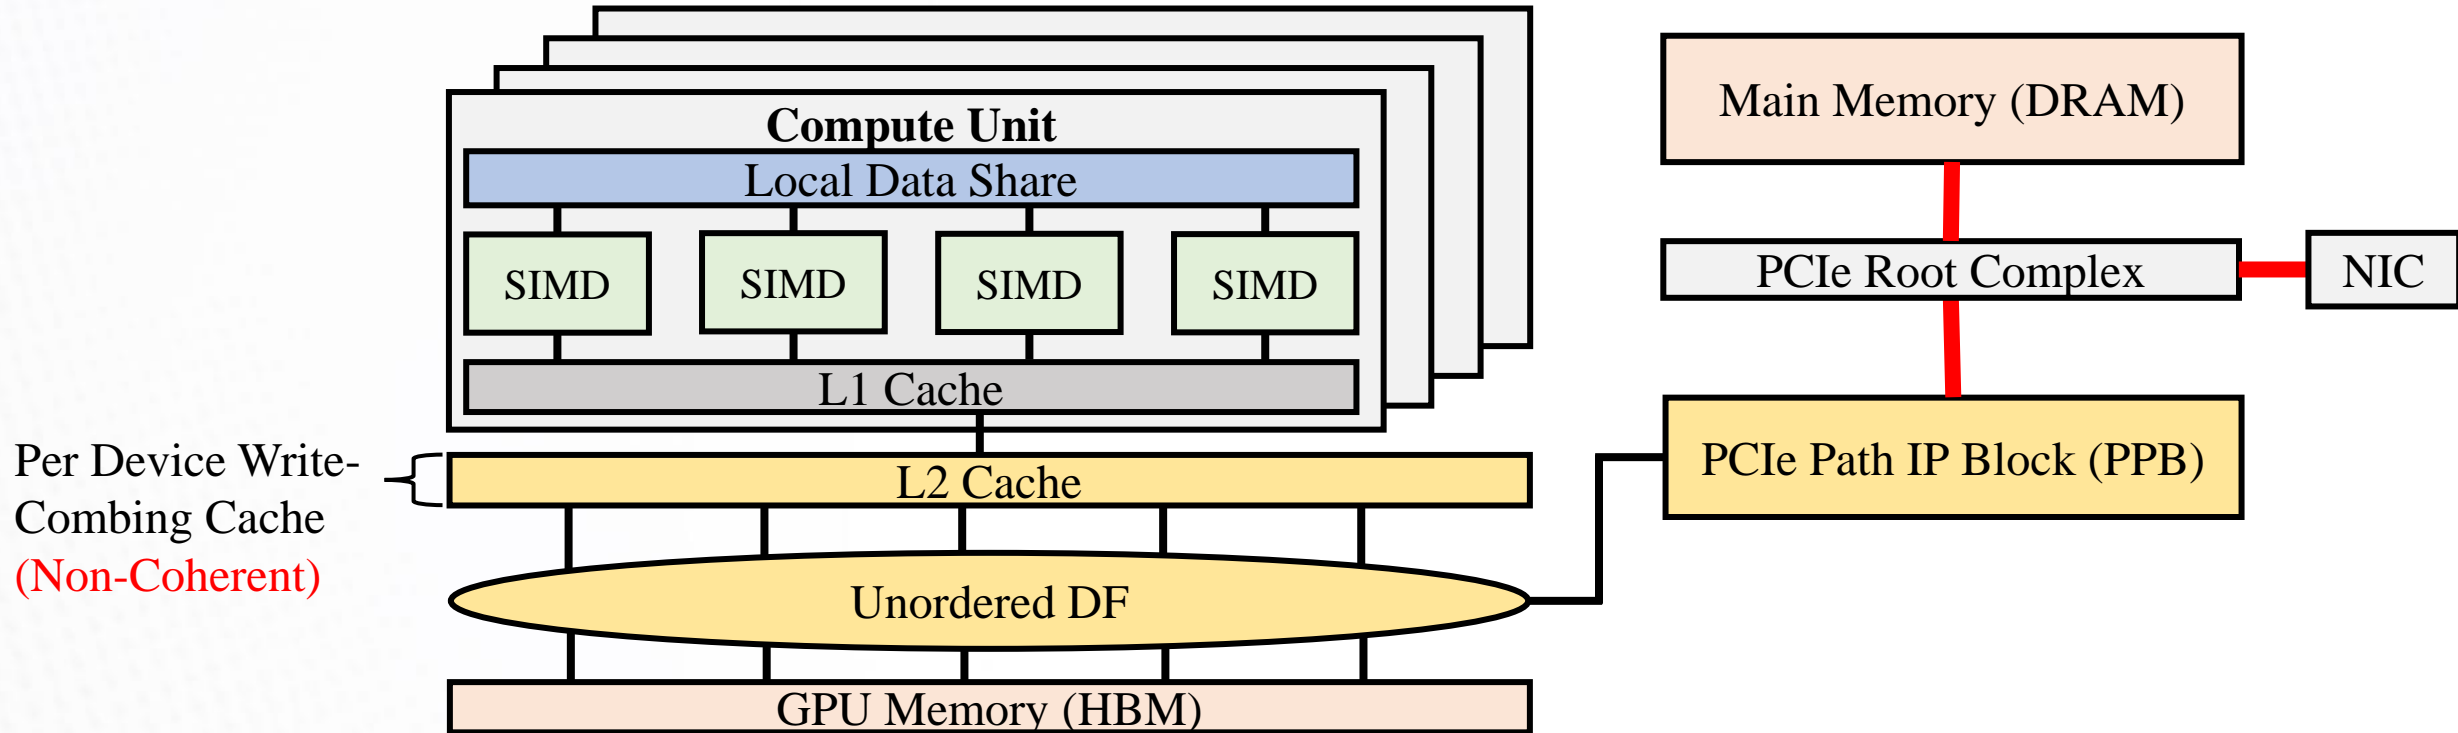 Compute Unit
Local Data Share
SIMD
SIMD
SIMD
SIMD
L1 Cache
Per Device Write-
Combing Cache
(Non-Coherent)
L2 Cache
Unordered DF
GPU Memory (HBM)
Main Memory (DRAM)
PCIe Root Complex
NIC
PCIe Path IP Block (PPB)